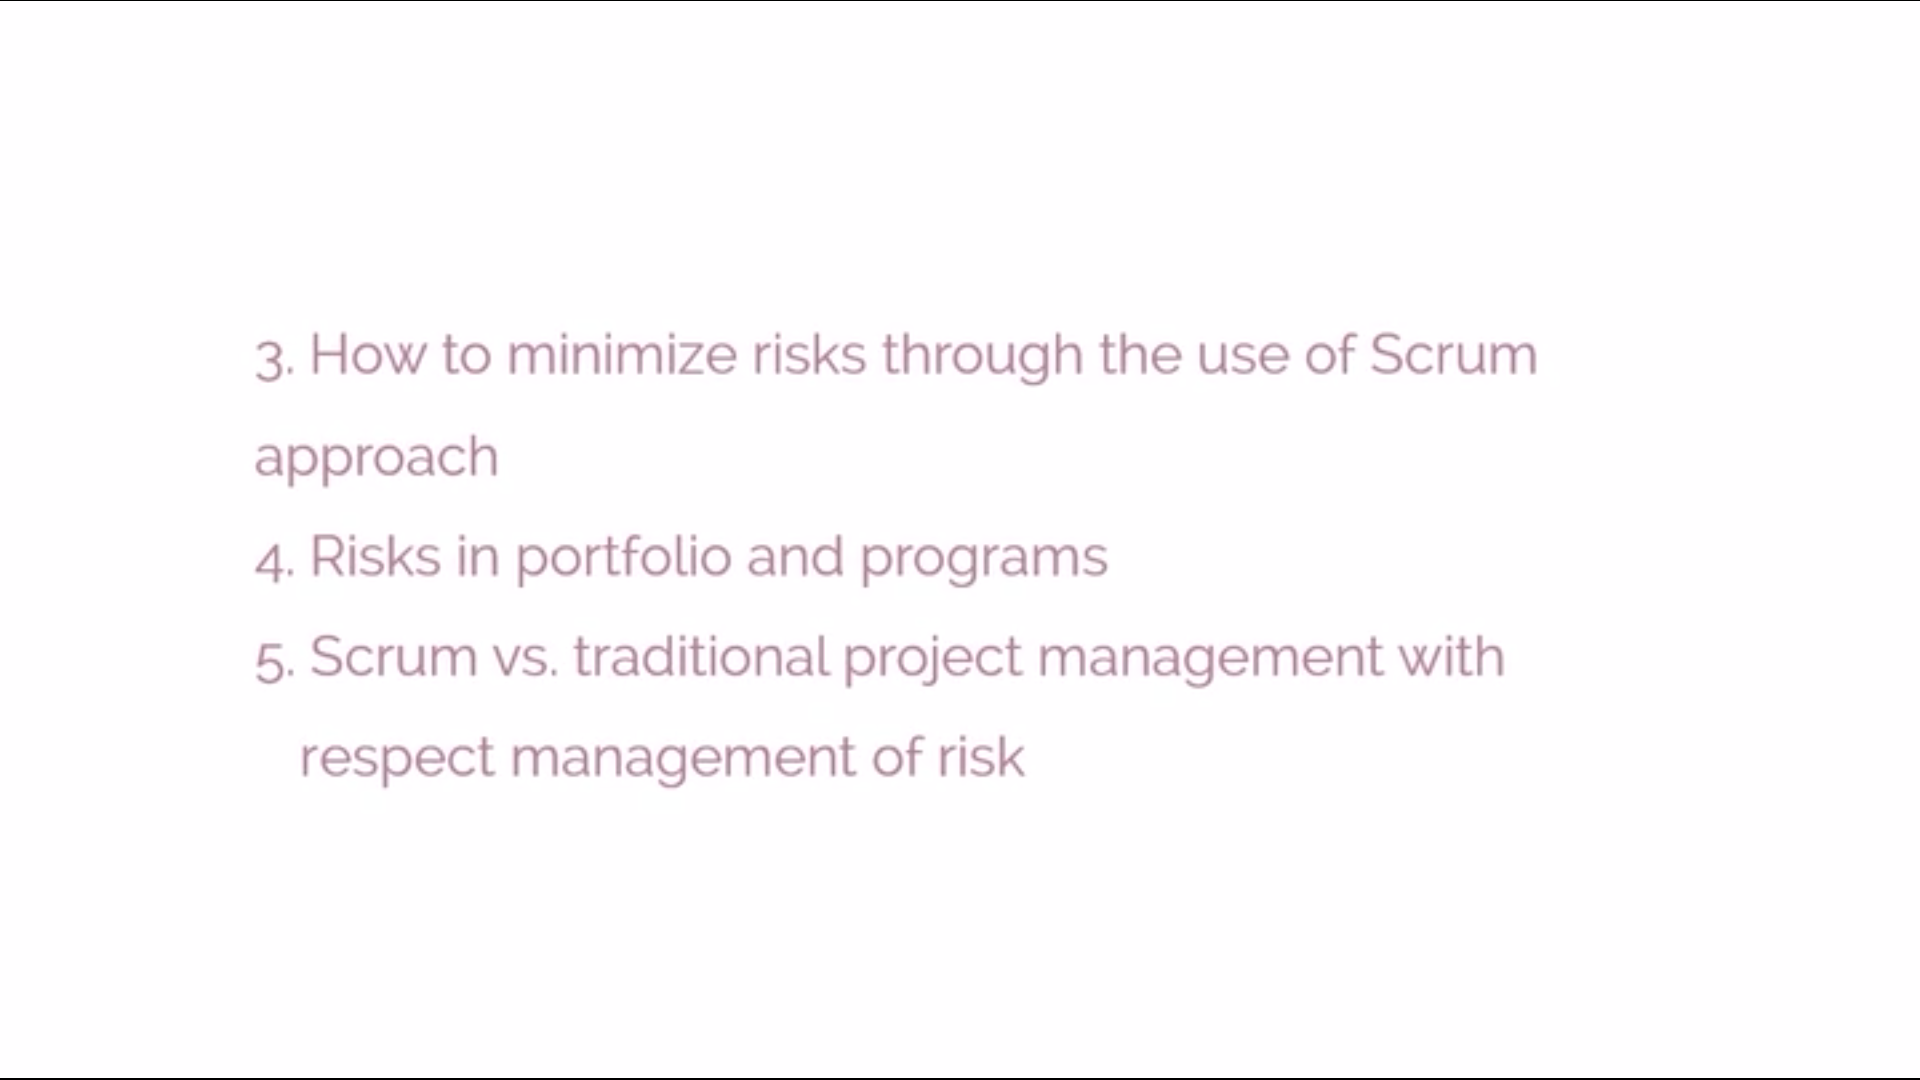 3. How to minimize risks through the use of Scrum
approach
4. Risks in portfolio and programs
5. Scrum vs. traditional project management with
respect management of risk